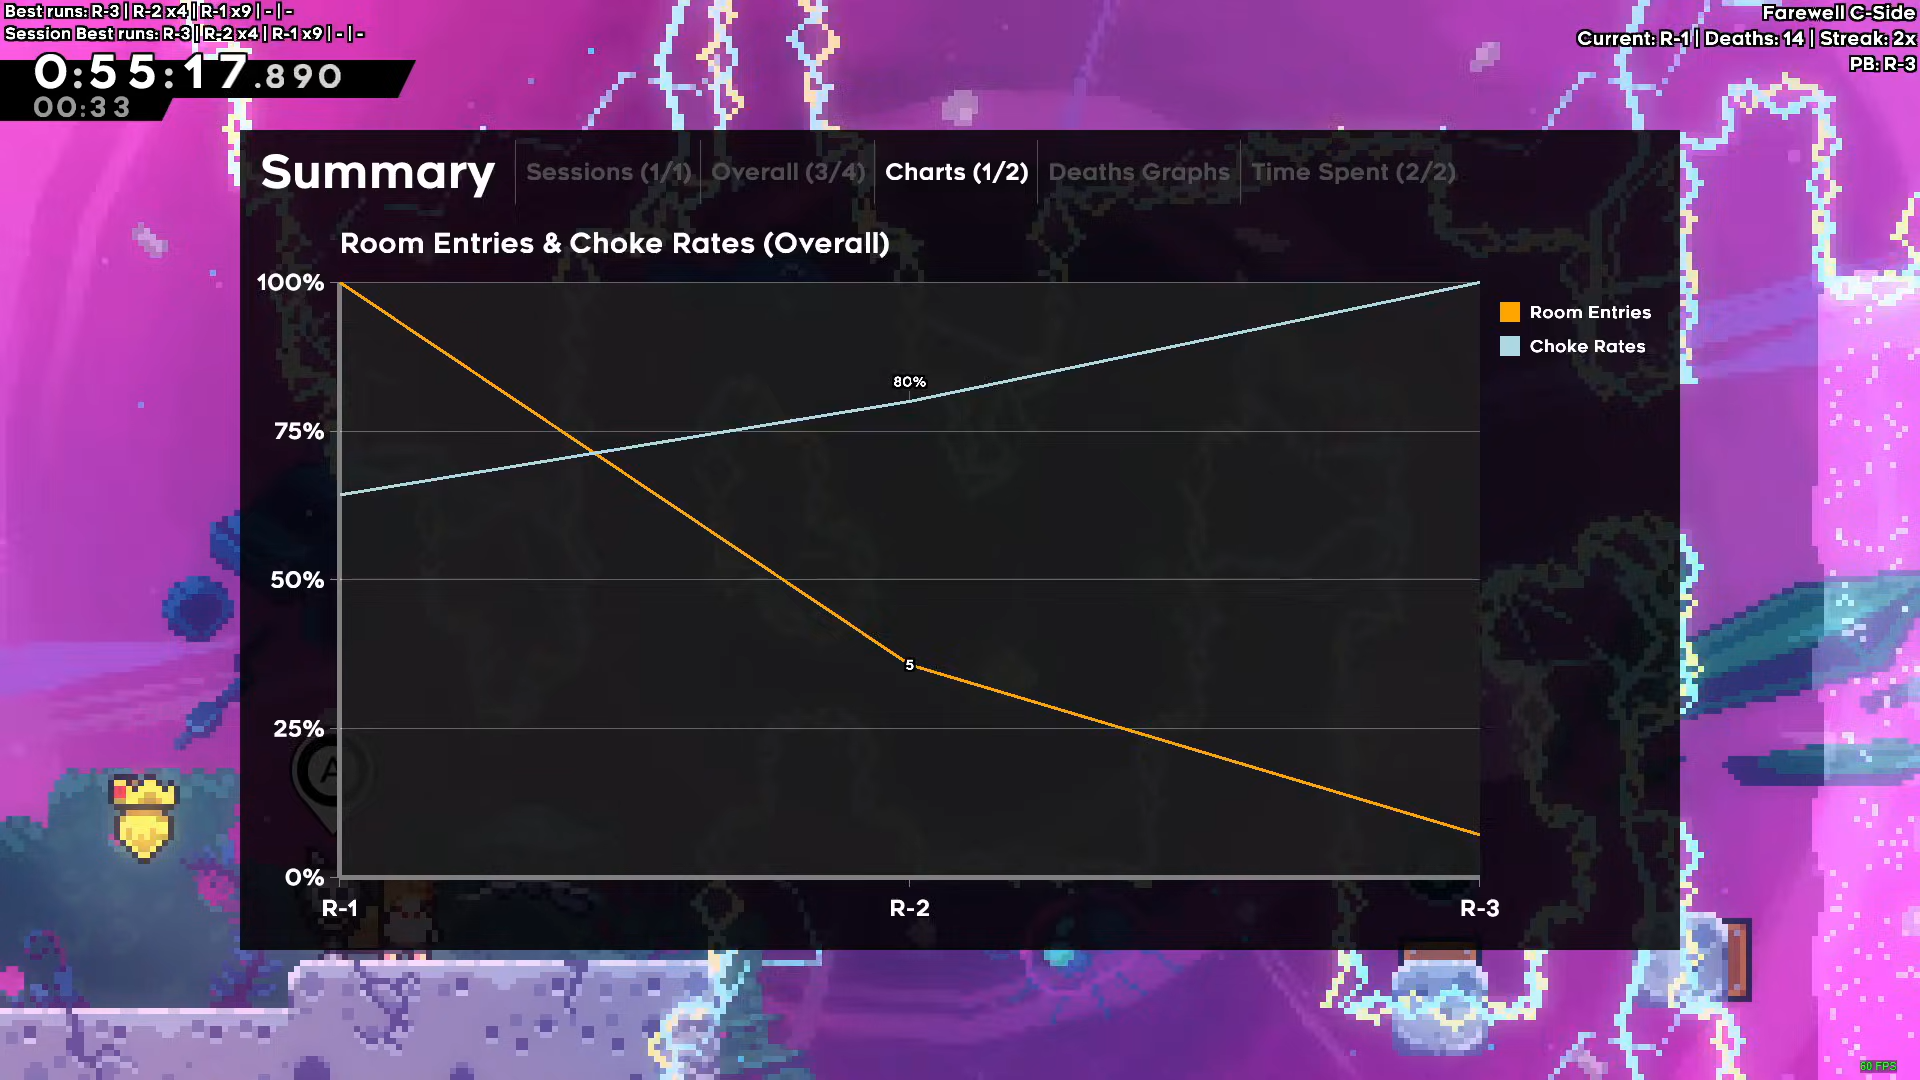 Best runs: R-3 | R-2 x4 | R-1 x9 | - | -
Session Best runs: R-3 | R-2 x4 | R-1 x9 | - | -
0:55:17.890
00:33
Farewell C-Side
Current: R-1 | Deaths: 14 | Streak: 2x
PB: R-3
Summary
Sessions (1/1)
Overall (3/4)
Charts (1/2)
Deaths Graphs
Time Spent (2/2)
Room Entries & Choke Rates (Overall)
100%
75%
50%
25%
0%
80%
5
R-1
R-2
R-3
Room Entries
Choke Rates
A
60 FPS